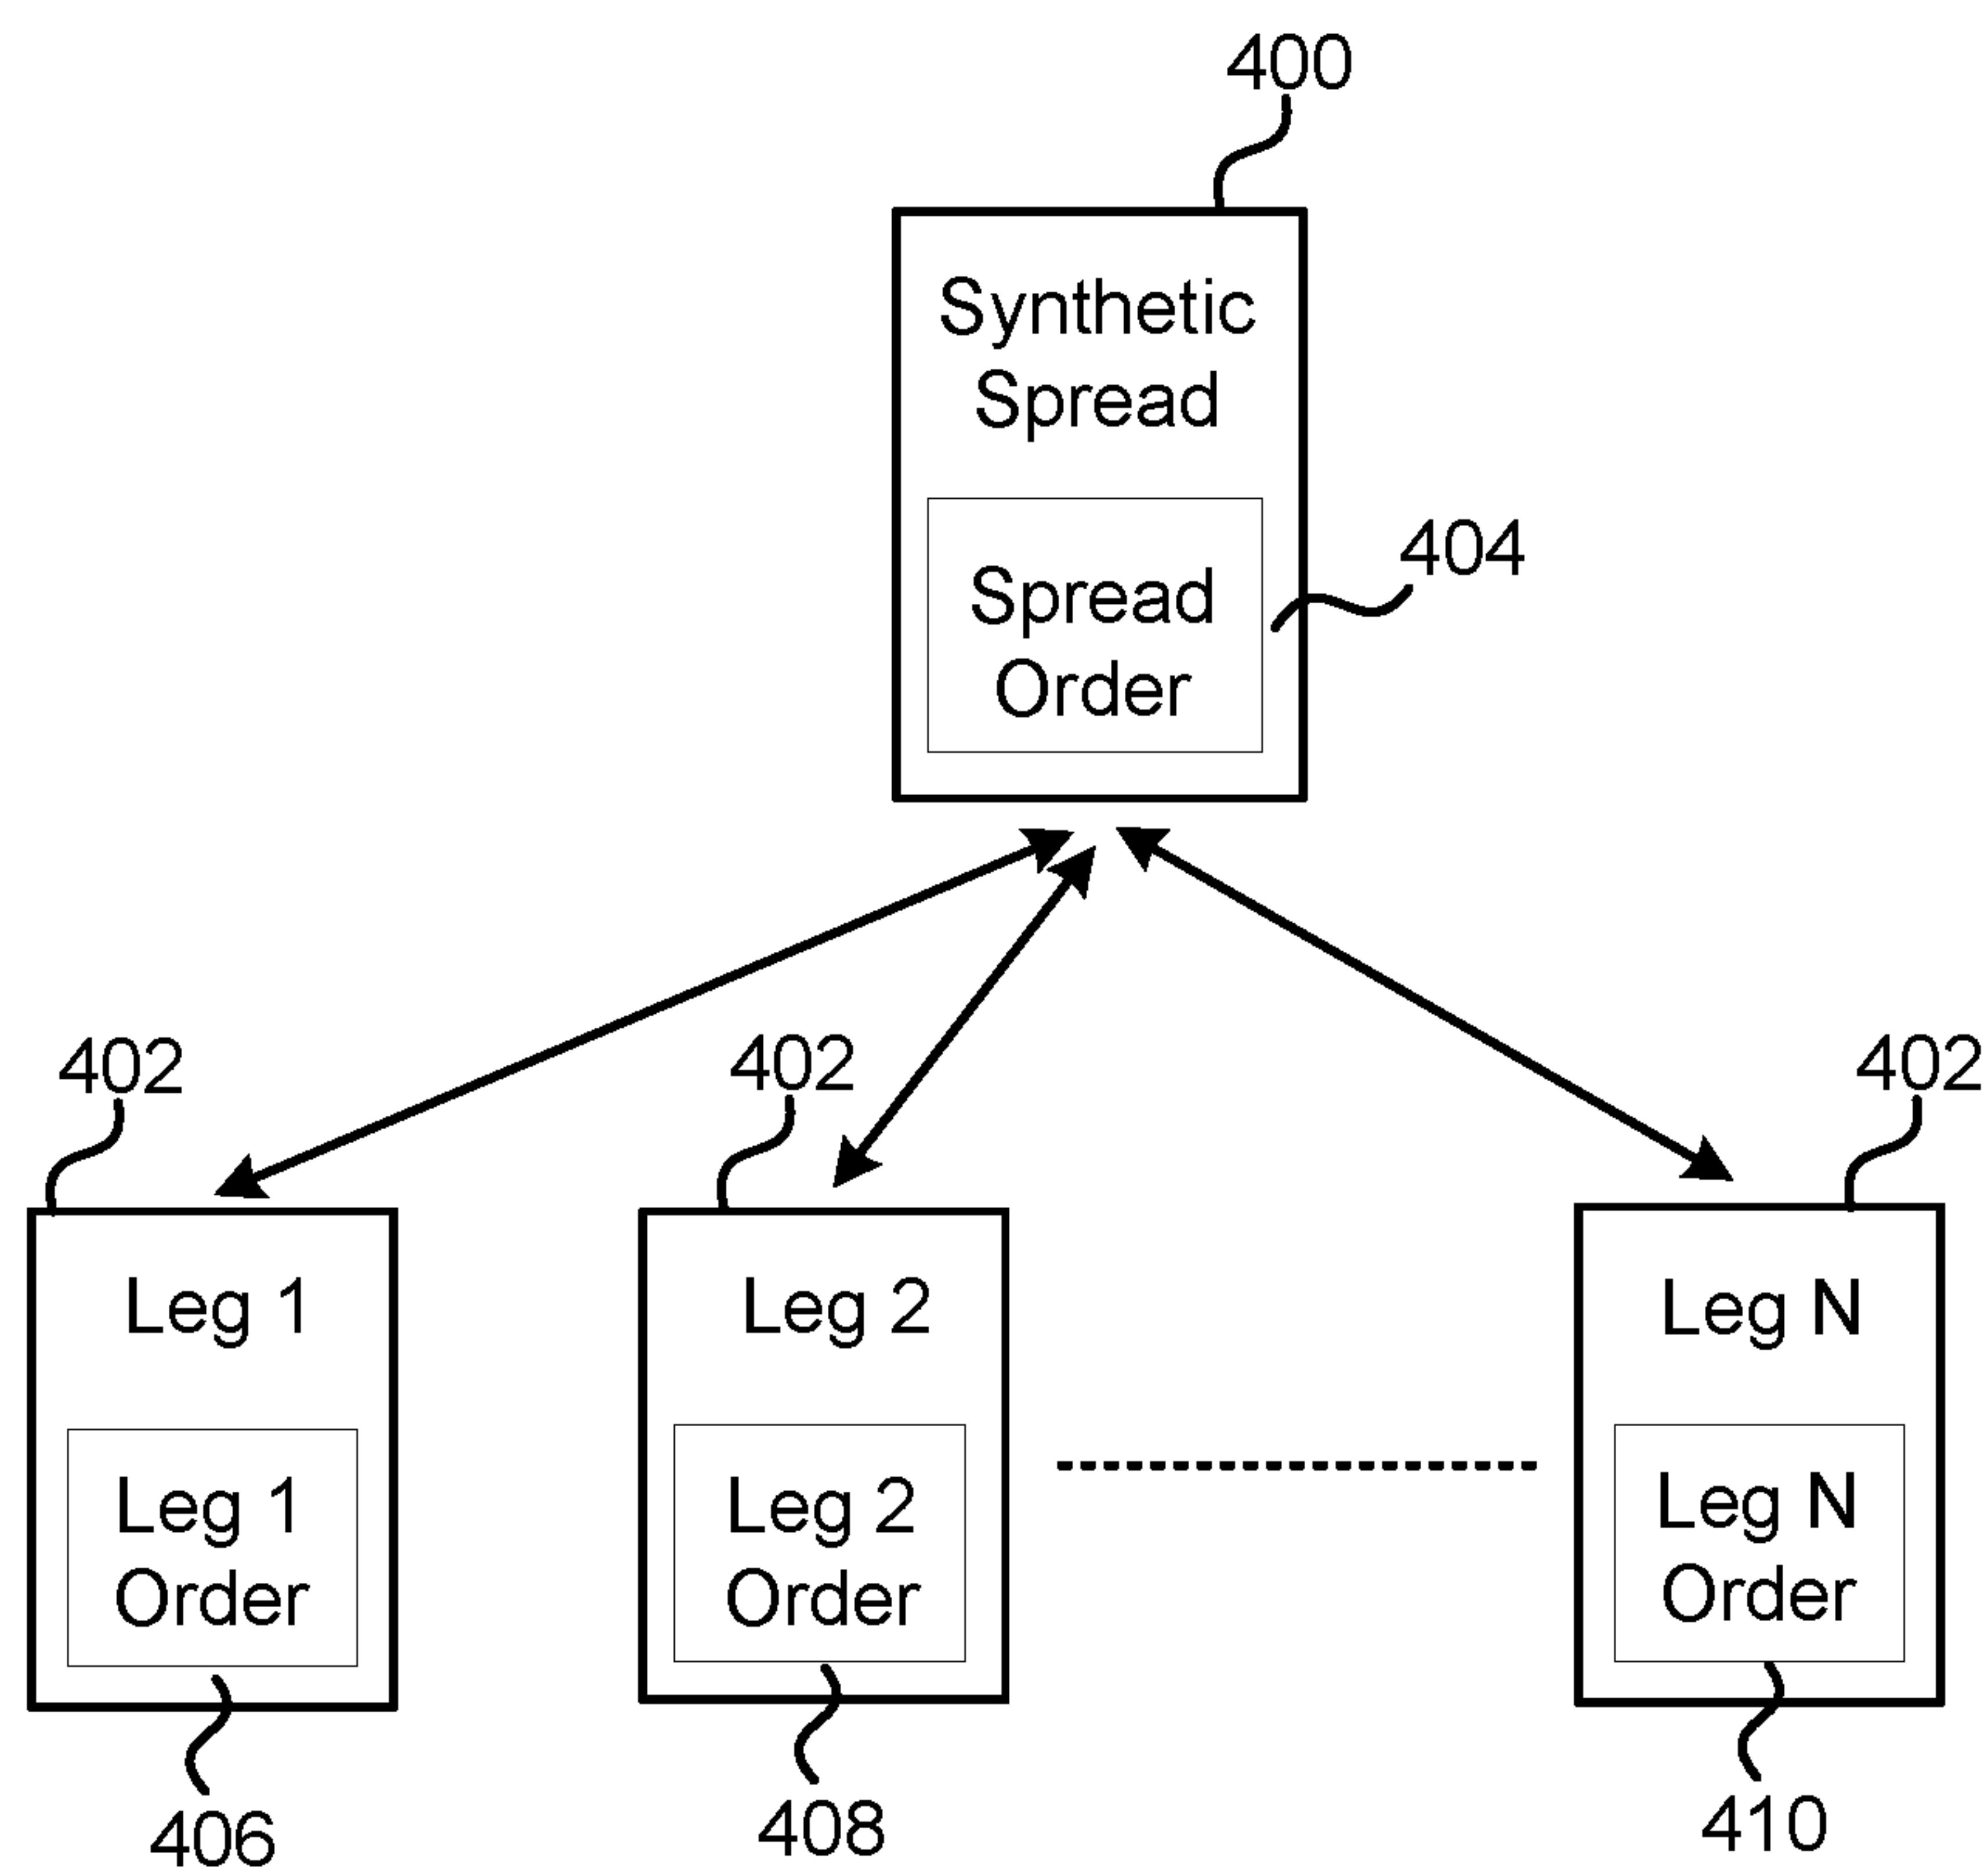 400
Synthetic
Spread
404
Spread
Order
402
402
402
Leg 1
Leg 2
Leg N
Leg 1
Order
Leg 2
Order
Leg N
Order
406
408
410